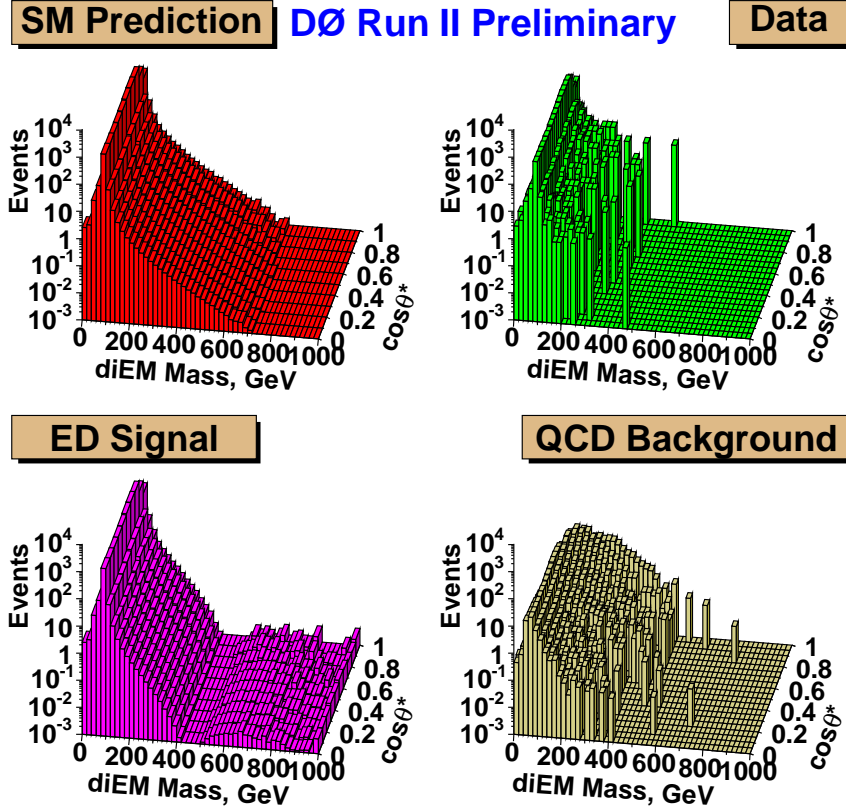 SM Prediction DØ Run II Preliminary Data
Events
10^4
10^3
10^2
10
1
10^-1
10^-2
10^-3
0 200 400 600 800 1000
diEM Mass, GeV
0 0.2 0.4 0.6 0.8 1
cosθ*
Events
10^4
10^3
10^2
10
1
10^-1
10^-2
10^-3
0 200 400 600 800 1000
diEM Mass, GeV
0 0.2 0.4 0.6 0.8 1
cosθ*
ED Signal QCD Background
Events
10^4
10^3
10^2
10
1
10^-1
10^-2
10^-3
0 200 400 600 800 1000
diEM Mass, GeV
0 0.2 0.4 0.6 0.8 1
cosθ*
Events
10^4
10^3
10^2
10
1
10^-1
10^-2
10^-3
0 200 400 600 800 1000
diEM Mass, GeV
0 0.2 0.4 0.6 0.8 1
cosθ*